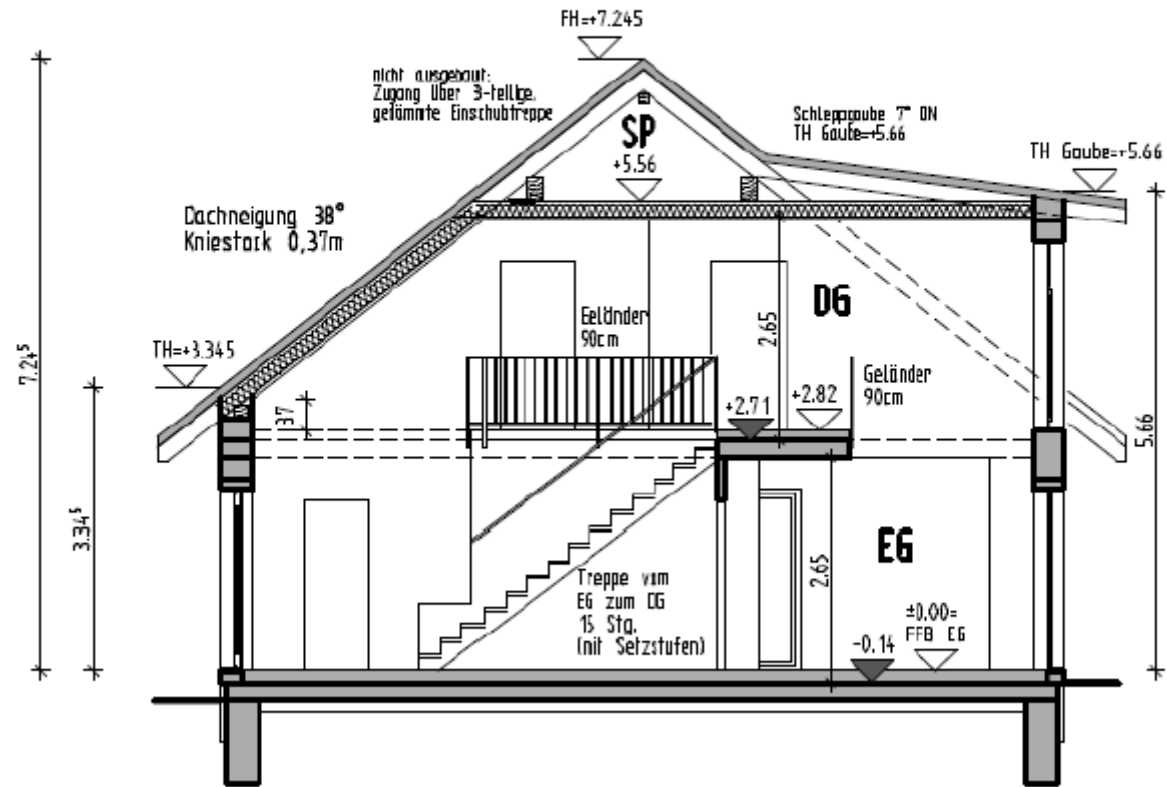 FH=+7.245
nicht ausgebaut:
Zugang über 3-teilige,
gedämmte Einschubtreppe
SP
+5.56
Schleppgaube 7° DN
TH Gaube=+5.66
TH Gaube=+5.66
Dachneigung 38°
Kniestock 0,37m
DG
Geländer
90cm
2.65
7.24⁵
TH=+3.345
Geländer
90cm
+2.71
+2.82
37
5.66
3.34⁵
EG
2.65
Treppe vom
EG zum OG
15 Stg.
(mit Setzstufen)
±0.00=
FFB EG
-0.14